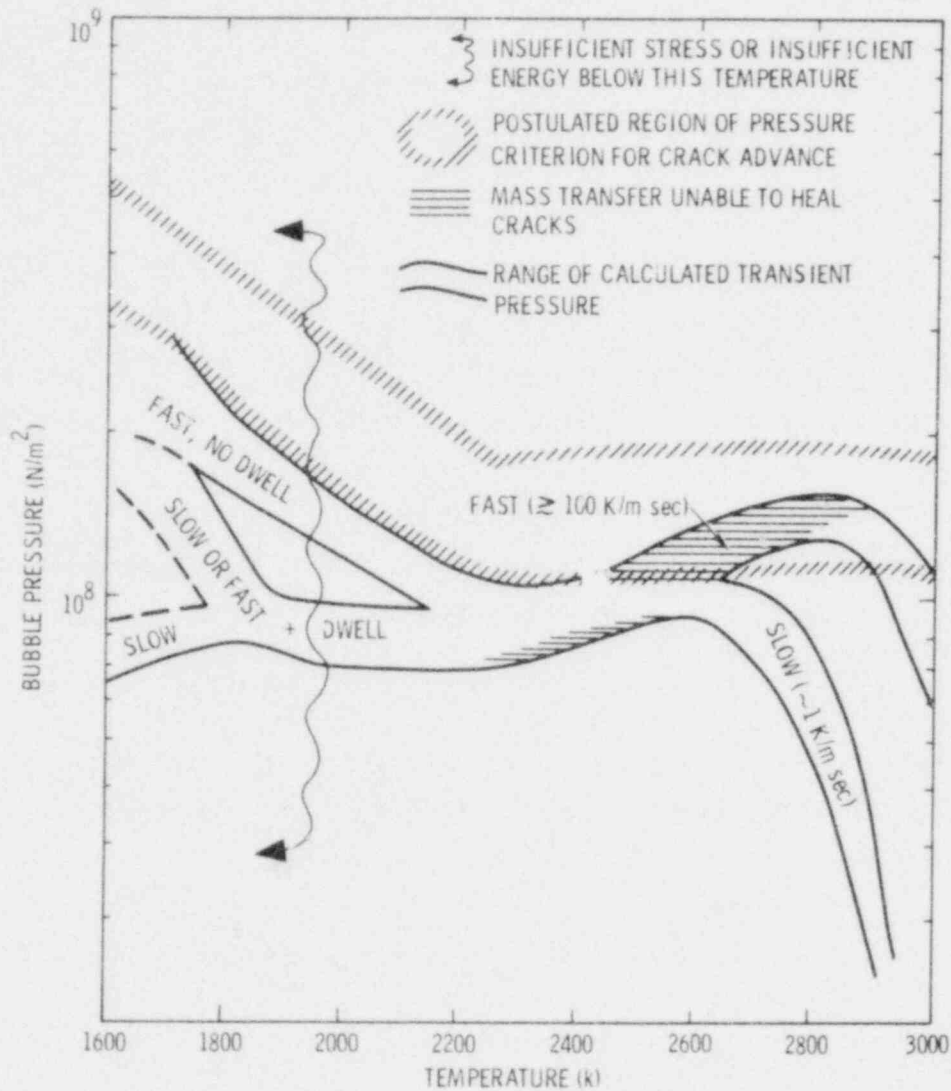 10^9
INSUFFICIENT STRESS OR INSUFFICIENT
ENERGY BELOW THIS TEMPERATURE
POSTULATED REGION OF PRESSURE
CRITERION FOR CRACK ADVANCE
MASS TRANSFER UNABLE TO HEAL
CRACKS
RANGE OF CALCULATED TRANSIENT
PRESSURE
BUBBLE PRESSURE (N/m^2)
FAST, NO DWELL
FAST (≳ 100 K/m sec)
SLOW OR FAST
+ DWELL
10^8
SLOW
SLOW (~1 K/m sec)
1600 1800 2000 2200 2400 2600 2800 3000
TEMPERATURE (k)